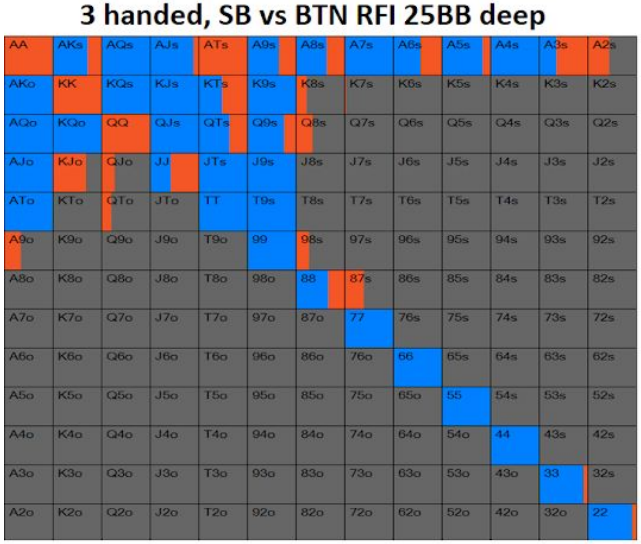 3 handed, SB vs BTN RFI 25BB deep
AA AKs AQs AJs ATs A9s A8s A7s A6s A5s A4s A3s A2s
AKo KK KQs KJs KTs K9s K8s K7s K6s K5s K4s K3s K2s
AQo KQo QQ QJs QTs Q9s Q8s Q7s Q6s Q5s Q4s Q3s Q2s
AJo KJo QJo JJ JTs J9s J8s J7s J6s J5s J4s J3s J2s
ATo KTo QTo JTo TT T9s T8s T7s T6s T5s T4s T3s T2s
A9o K9o Q9o J9o T9o 99 98s 97s 96s 95s 94s 93s 92s
A8o K8o Q8o J8o T8o 98o 88 87s 86s 85s 84s 83s 82s
A7o K7o Q7o J7o T7o 97o 87o 77 76s 75s 74s 73s 72s
A6o K6o Q6o J6o T6o 96o 86o 76o 66 65s 64s 63s 62s
A5o K5o Q5o J5o T5o 95o 85o 75o 65o 55 54s 53s 52s
A4o K4o Q4o J4o T4o 94o 84o 74o 64o 54o 44 43s 42s
A3o K3o Q3o J3o T3o 93o 83o 73o 63o 53o 43o 33 32s
A2o K2o Q2o J2o T2o 92o 82o 72o 62o 52o 42o 32o 22